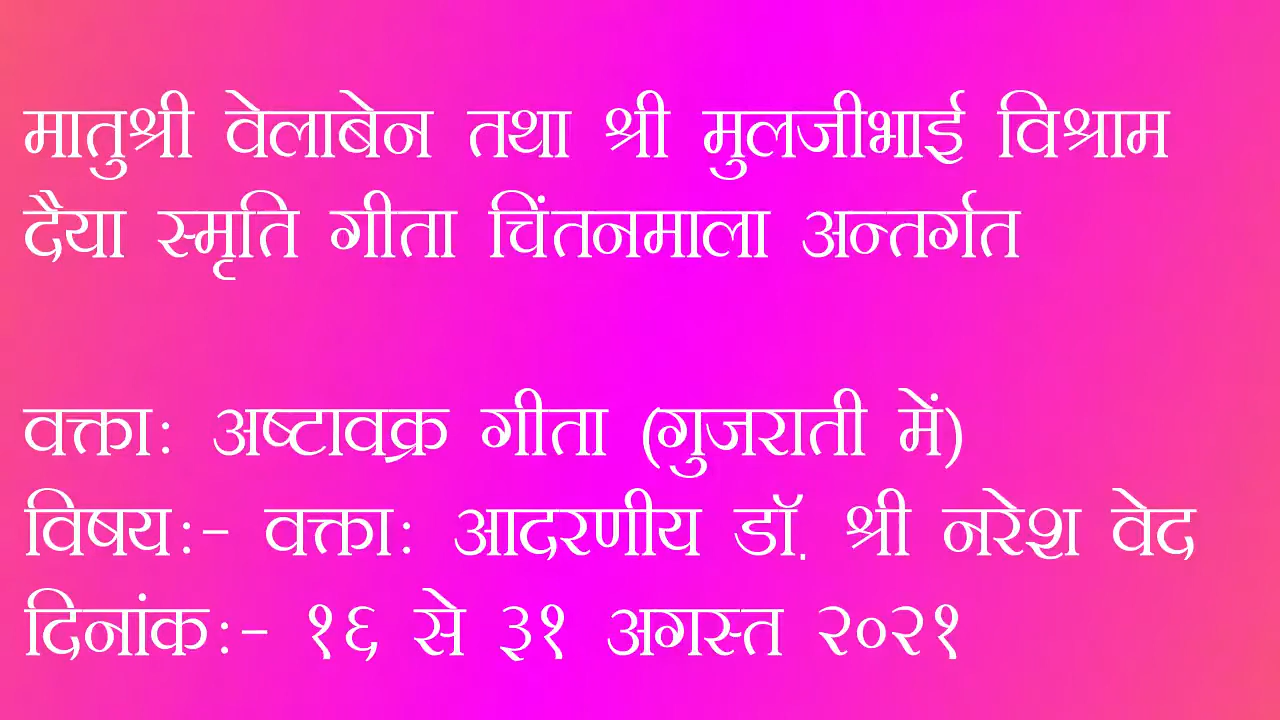 मातुश्री वेलाबेन तथा श्री मुलजीभाई विश्राम
दैया स्मृति गीता चिंतनमाला अन्तर्गत
वक्ताः अष्टावक्र गीता (गुजराती में)
विषयः- वक्ताः आदरणीय डॉ. श्री नरेश वेद
दिनांकः- १६ से ३१ अगस्त २०२१